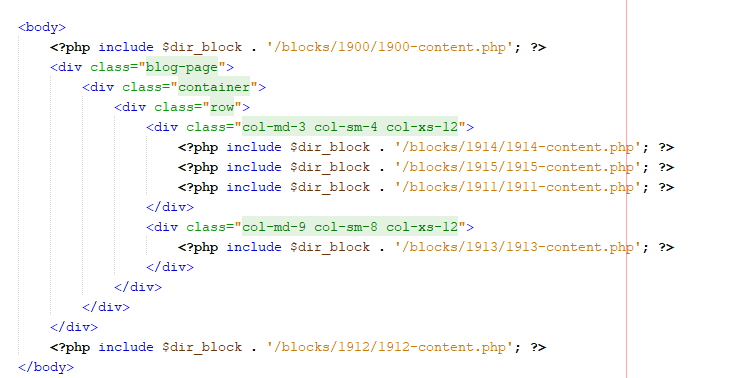 <body>
<?php include $dir_block . '/blocks/1900/1900-content.php'; ?>
<div class="blog-page">
<div class="container">
<div class="row">
<div class="col-md-3 col-sm-4 col-xs-12">
<?php include $dir_block . '/blocks/1914/1914-content.php'; ?>
<?php include $dir_block . '/blocks/1915/1915-content.php'; ?>
<?php include $dir_block . '/blocks/1911/1911-content.php'; ?>
</div>
<div class="col-md-9 col-sm-8 col-xs-12">
<?php include $dir_block . '/blocks/1913/1913-content.php'; ?>
</div>
</div>
</div>
</div>
<?php include $dir_block . '/blocks/1912/1912-content.php'; ?>
</body>